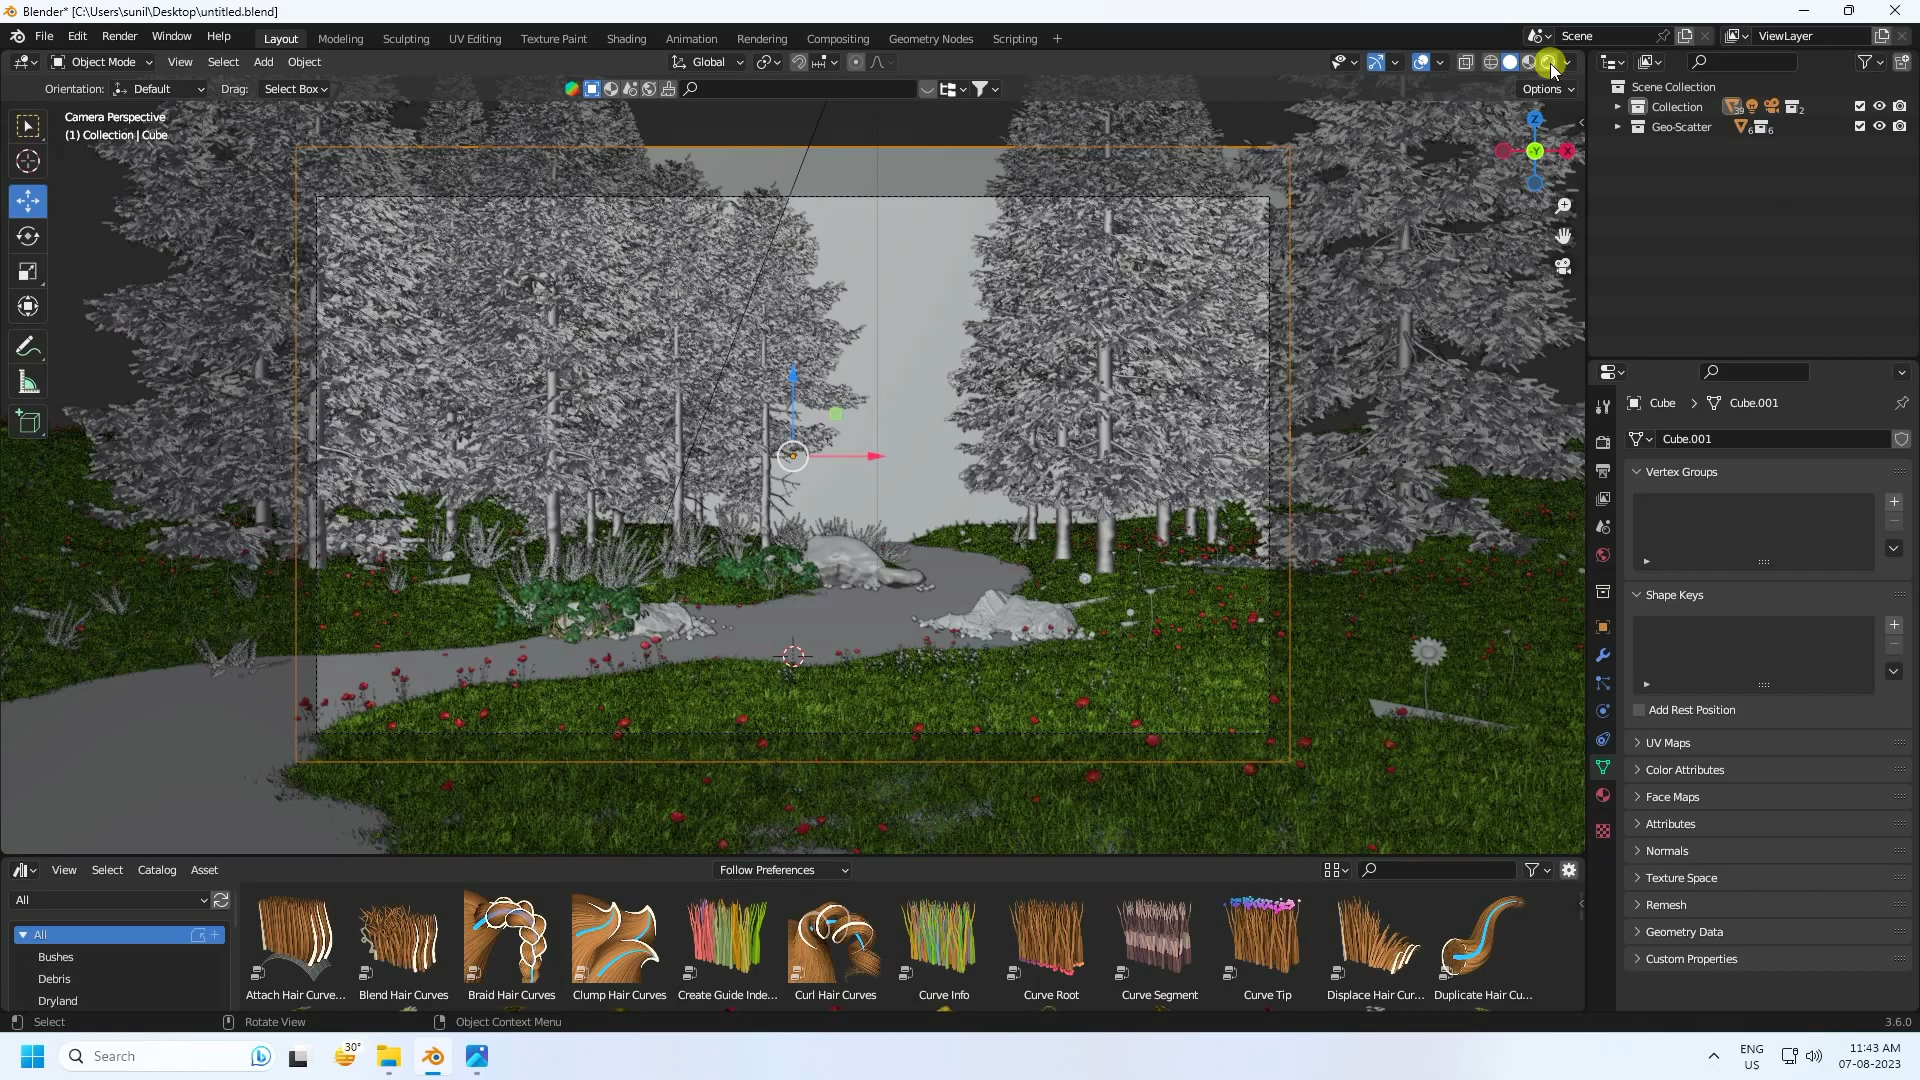 Blender* [C:\Users\sunil\Desktop\untitled.blend]
File Edit Render Window Help Layout Modeling Sculpting UV Editing Texture Paint Shading Animation Rendering Compositing Geometry Nodes Scripting + Scene ViewLayer
Object Mode View Select Add Object Global
Orientation: Default Drag: Select Box Options
Camera Perspective
(1) Collection | Cube
Z
Y
X
Scene Collection
Collection 39 2
Geo-Scatter 6 6
Cube > Cube.001
Cube.001
Vertex Groups
Shape Keys
Add Rest Position
UV Maps
Color Attributes
Face Maps
Attributes
Normals
Texture Space
Remesh
Geometry Data
Custom Properties
View Select Catalog Asset Follow Preferences
All
All
Bushes
Debris
Dryland
Attach Hair Curve... Blend Hair Curves Braid Hair Curves Clump Hair Curves Create Guide Inde... Curl Hair Curves Curve Info Curve Root Curve Segment Curve Tip Displace Hair Cur... Duplicate Hair Cu...
Select Rotate View Object Context Menu 3.6.0
Search 30° ENG US 11:43 AM 07-08-2023